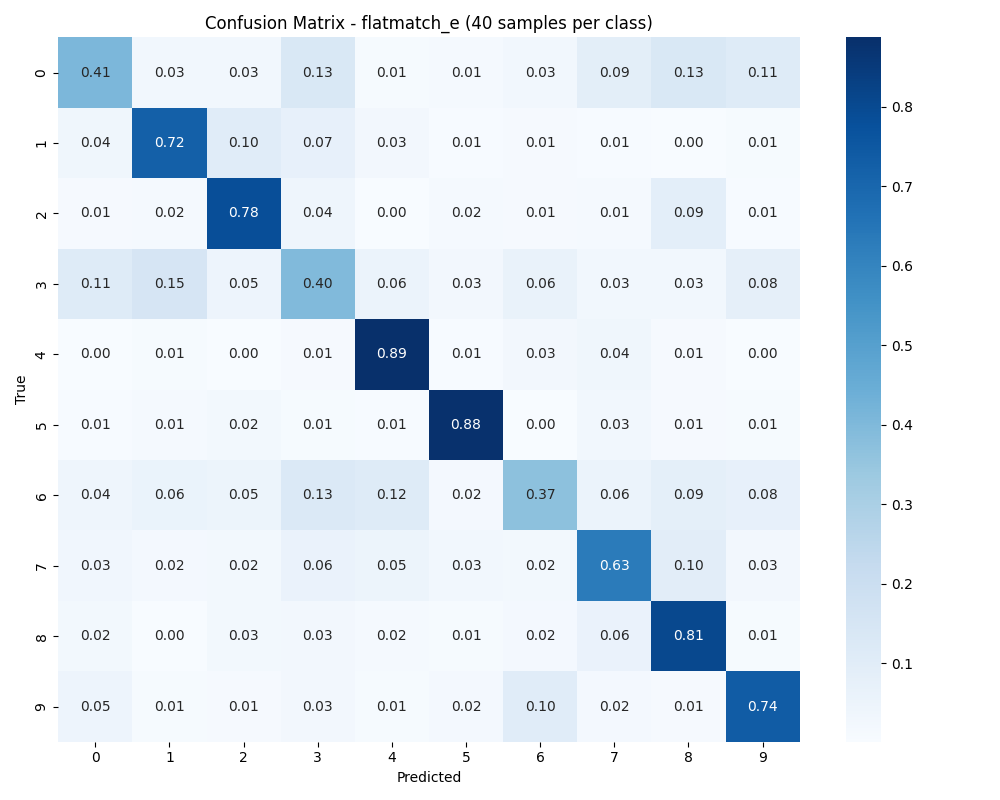 Confusion Matrix - flatmatch_e (40 samples per class)
0 0.41 0.03 0.03 0.13 0.01 0.01 0.03 0.09 0.13 0.11
1 0.04 0.72 0.10 0.07 0.03 0.01 0.01 0.01 0.00 0.01
2 0.01 0.02 0.78 0.04 0.00 0.02 0.01 0.01 0.09 0.01
3 0.11 0.15 0.05 0.40 0.06 0.03 0.06 0.03 0.03 0.08
4 0.00 0.01 0.00 0.01 0.89 0.01 0.03 0.04 0.01 0.00
5 0.01 0.01 0.02 0.01 0.01 0.88 0.00 0.03 0.01 0.01
6 0.04 0.06 0.05 0.13 0.12 0.02 0.37 0.06 0.09 0.08
7 0.03 0.02 0.02 0.06 0.05 0.03 0.02 0.63 0.10 0.03
8 0.02 0.00 0.03 0.03 0.02 0.01 0.02 0.06 0.81 0.01
9 0.05 0.01 0.01 0.03 0.01 0.02 0.10 0.02 0.01 0.74
0 1 2 3 4 5 6 7 8 9
Predicted
True
0.8
0.7
0.6
0.5
0.4
0.3
0.2
0.1